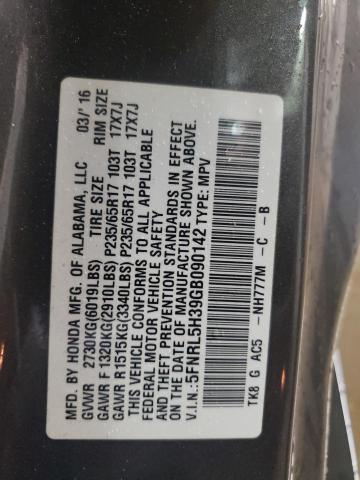 MFD. BY HONDA MFG. OF ALABAMA, LLC 03/'16
GVWR 2730KG(6019LBS) TIRE SIZE RIM SIZE
GAWR F 1320KG(2910LBS) P235/65R17 103T 17X7J
GAWR R1515KG(3340LBS) P235/65R17 103T 17X7J
THIS VEHICLE CONFORMS TO ALL APPLICABLE
FEDERAL MOTOR VEHICLE SAFETY
AND THEFT PREVENTION STANDARDS IN EFFECT
ON THE DATE OF MANUFACTURE SHOWN ABOVE.
V.I.N.:5FNRL5H39GB090142 TYPE: MPV
TK8 G AC5 -NH777M -C -B